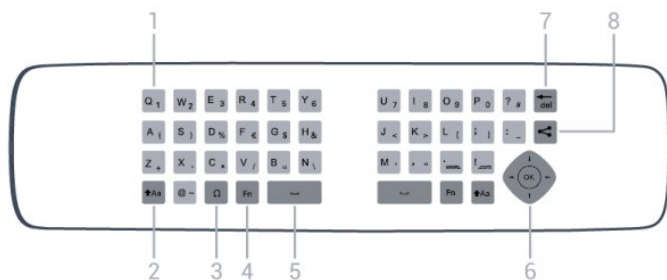 1 7 8
Q 1 W 2 E 3 R 4 T 5 Y 6 U 7 I 8 O 9 P 0 ? # del
A ( S ) D % F € G $ H & J < K > L [ ; ] : _
Z + X - C * V / B = N \ M ' , " . www. ! .com
Aa @ ~ Ω Fn Fn Aa OK
2 3 4 5 6